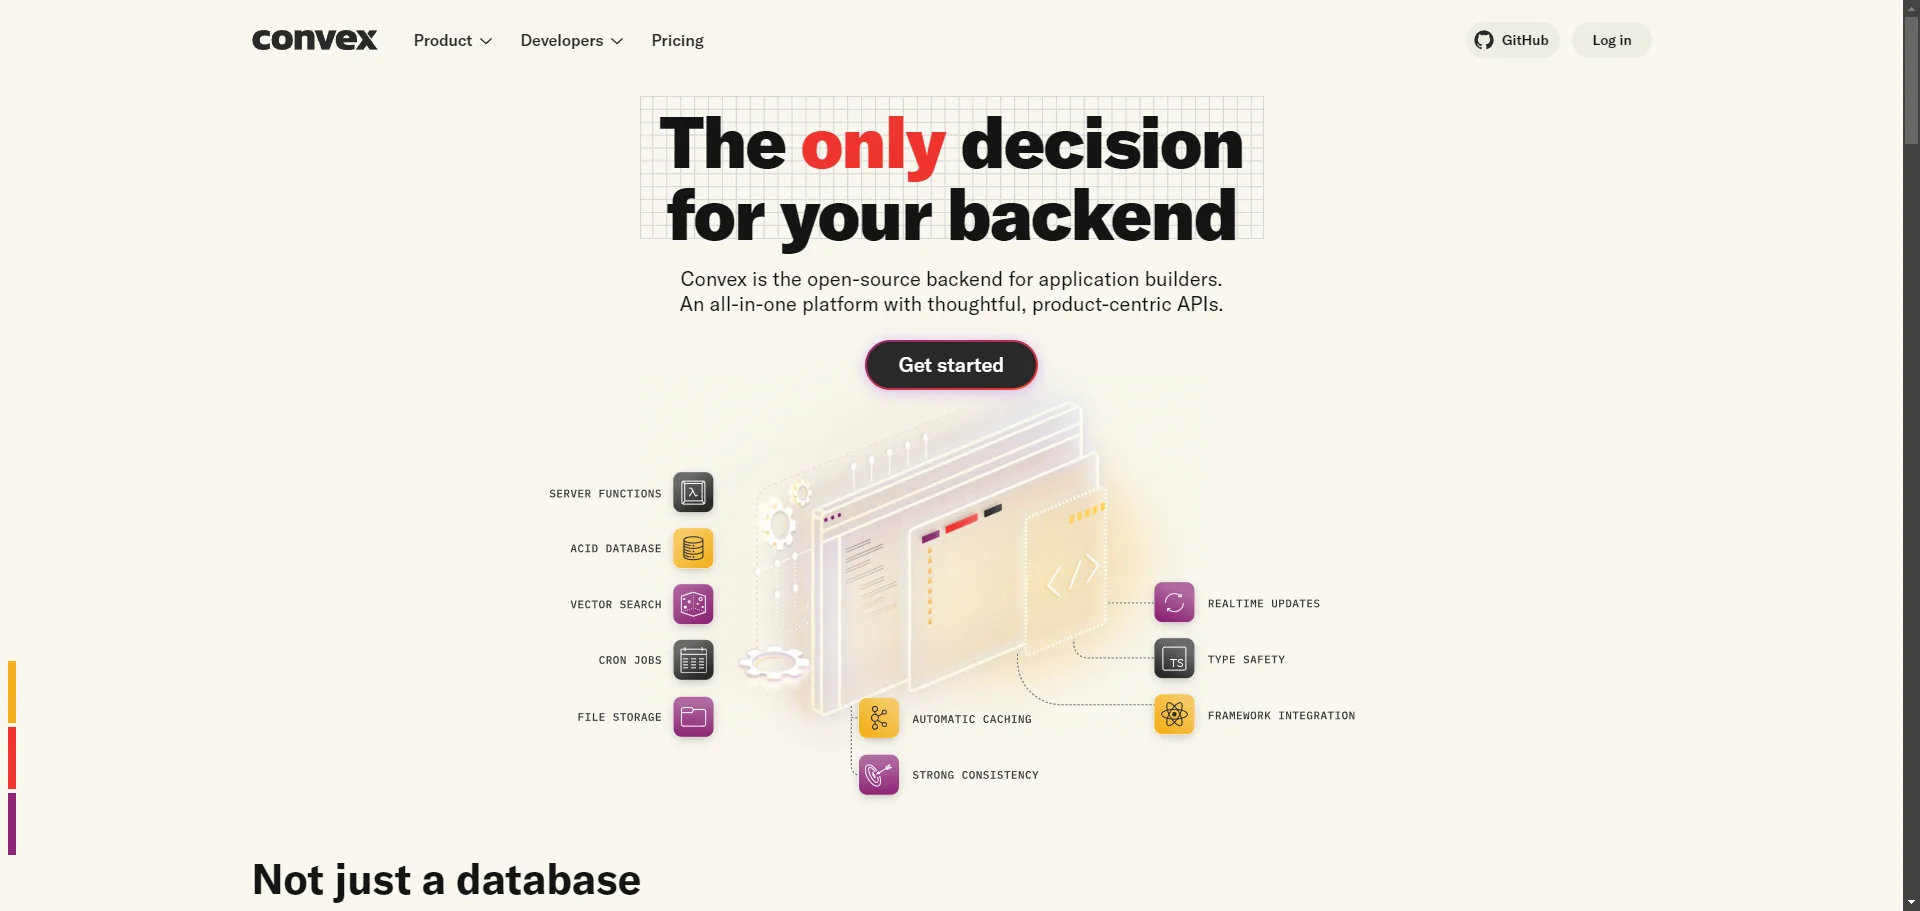 convex
Product
Developers
Pricing
GitHub
Log in
The only decision
for your backend
Convex is the open-source backend for application builders.
An all-in-one platform with thoughtful, product-centric APIs.
Get started
SERVER FUNCTIONS
λ
ACID DATABASE
VECTOR SEARCH
CRON JOBS
FILE STORAGE
</>
REALTIME UPDATES
TS
TYPE SAFETY
FRAMEWORK INTEGRATION
AUTOMATIC CACHING
STRONG CONSISTENCY
Not just a database